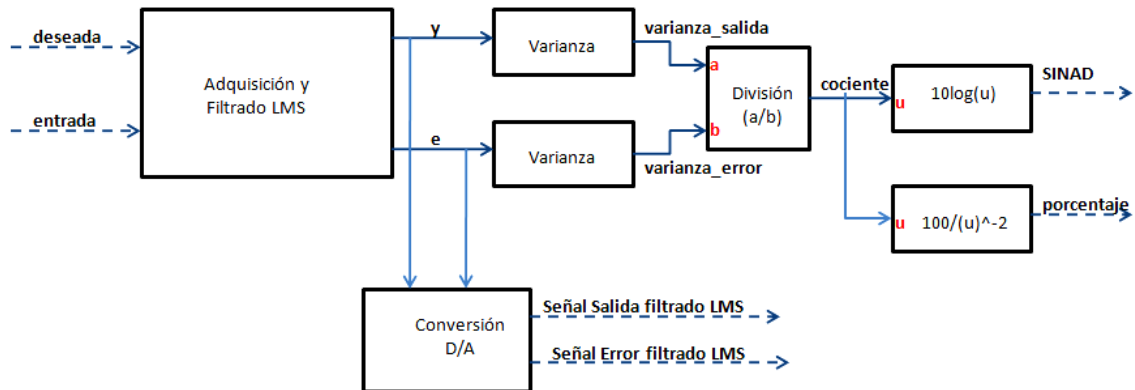 deseada
entrada
Adquisición y
Filtrado LMS
y
e
Varianza
Varianza
varianza_salida
varianza_error
a
b
División
(a/b)
cociente
u
10log(u)
SINAD
u
100/(u)^-2
porcentaje
Conversión
D/A
Señal Salida filtrado LMS
Señal Error filtrado LMS